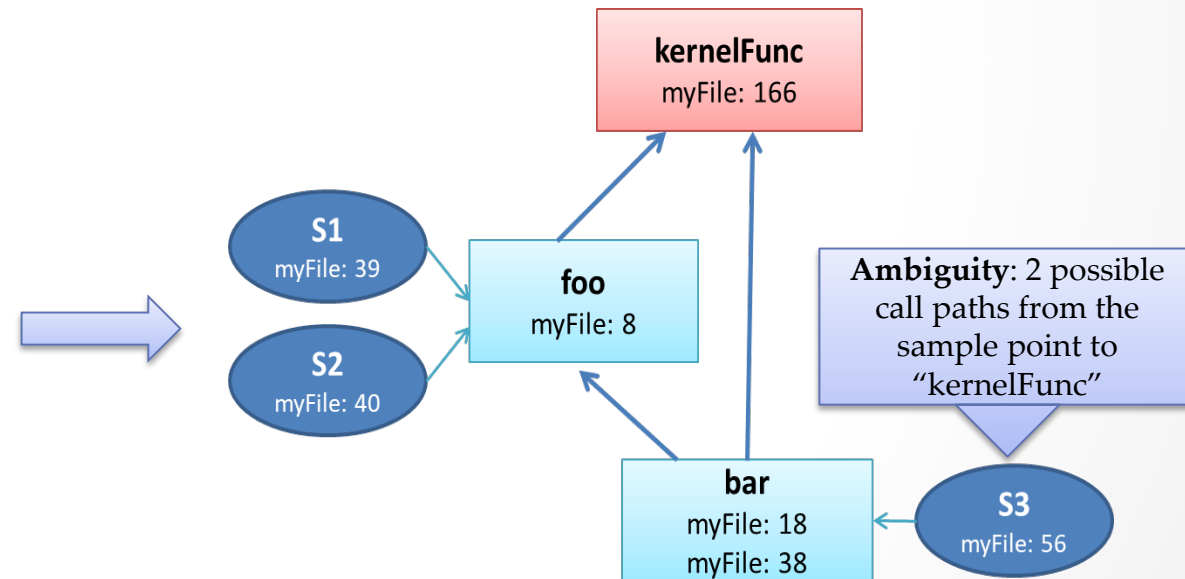 kernelFunc
myFile: 166
S1
myFile: 39
foo
myFile: 8
S2
myFile: 40
Ambiguity: 2 possible
call paths from the
sample point to
“kernelFunc”
bar
myFile: 18
myFile: 38
S3
myFile: 56